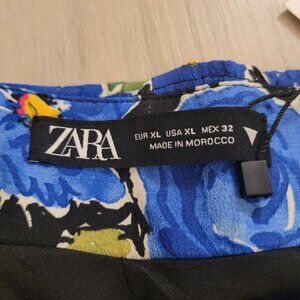 ZARA
EUR XL USA XL MEX 32
MADE IN MOROCCO